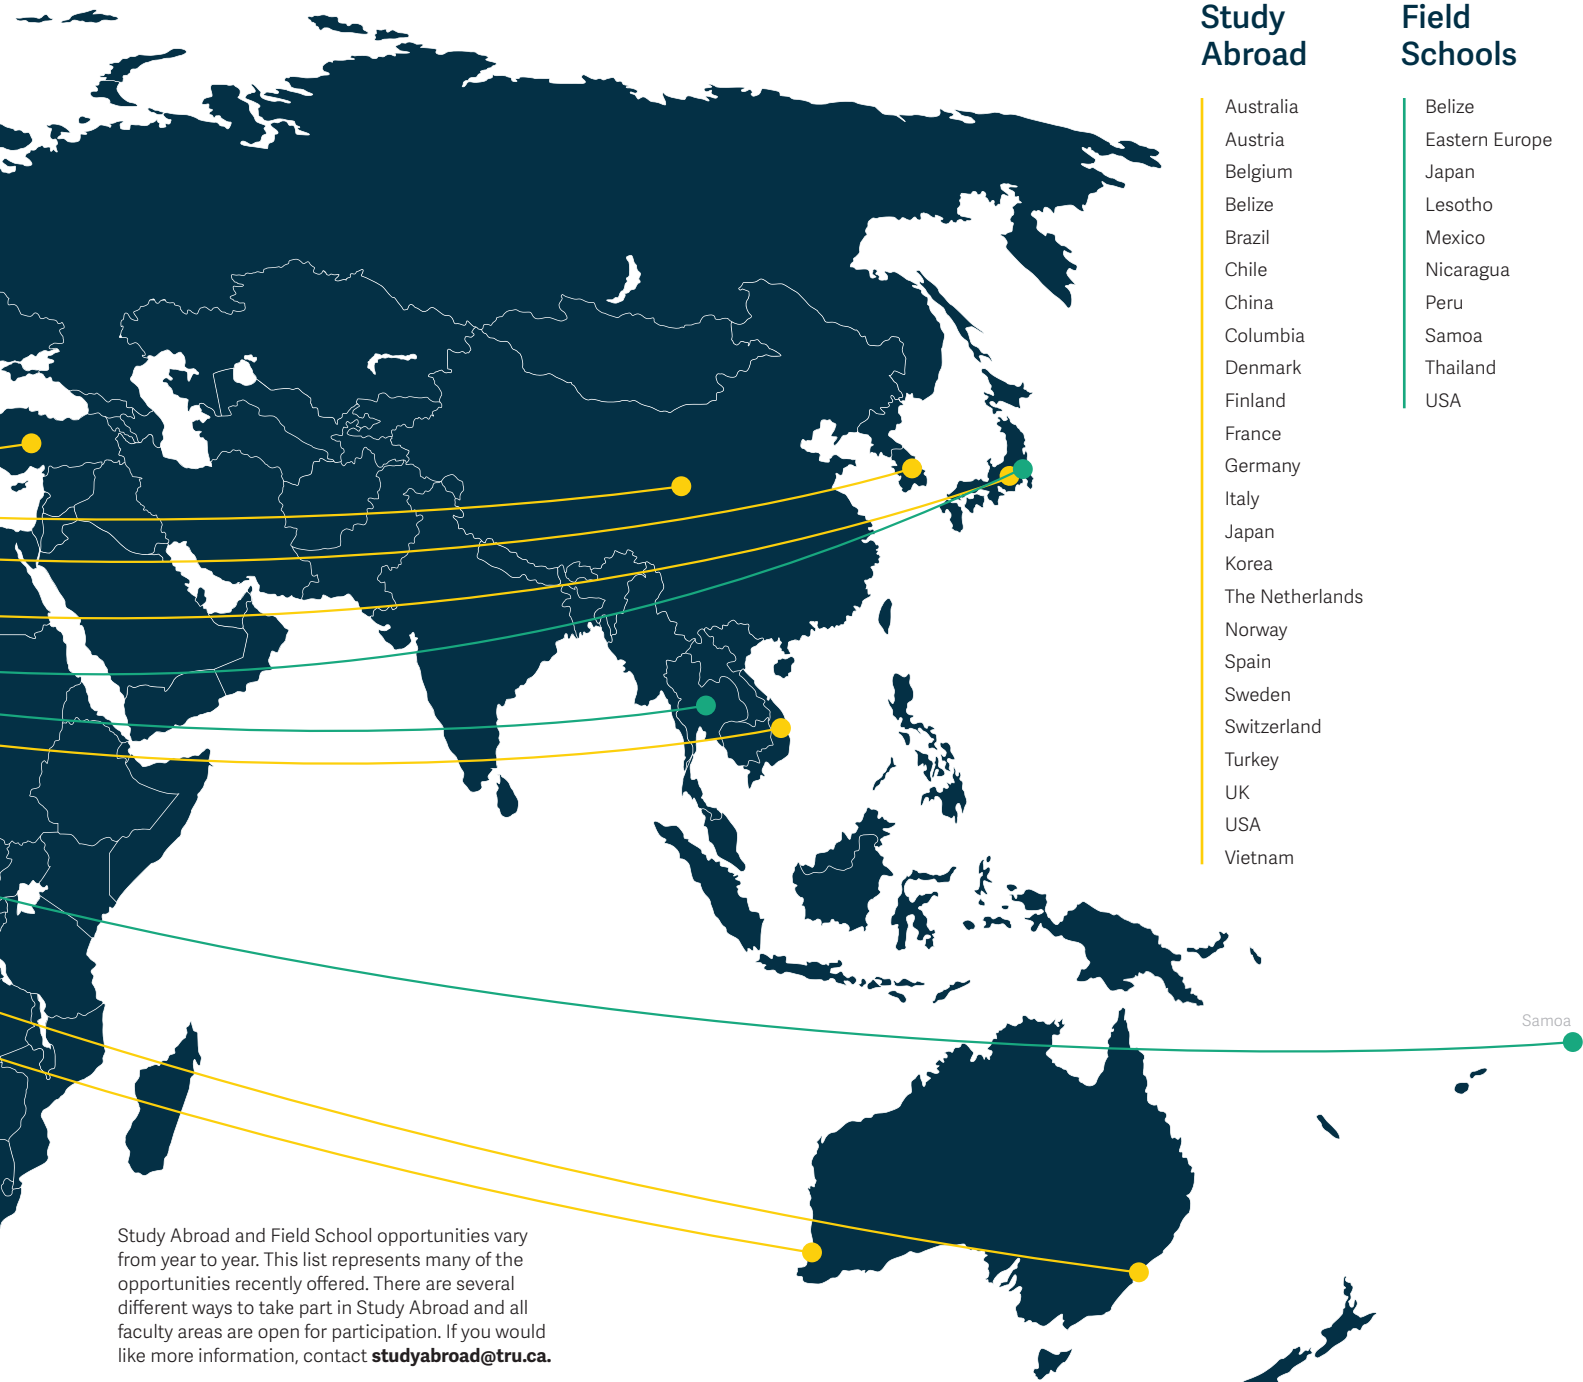 Study
Abroad
Australia
Austria
Belgium
Belize
Brazil
Chile
China
Columbia
Denmark
Finland
France
Germany
Italy
Japan
Korea
The Netherlands
Norway
Spain
Sweden
Switzerland
Turkey
UK
USA
Vietnam
Field
Schools
Belize
Eastern Europe
Japan
Lesotho
Mexico
Nicaragua
Peru
Samoa
Thailand
USA
Samoa
Study Abroad and Field School opportunities vary
from year to year. This list represents many of the
opportunities recently offered. There are several
different ways to take part in Study Abroad and all
faculty areas are open for participation. If you would
like more information, contact studyabroad@tru.ca.